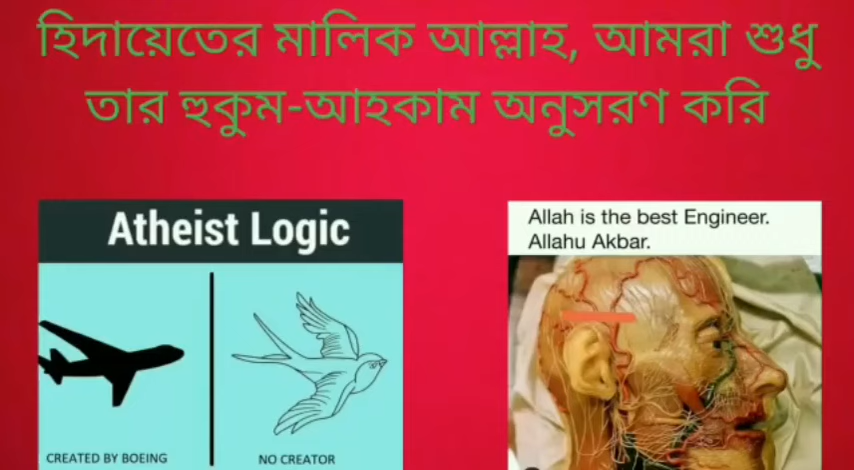 হিদায়েতের মালিক আল্লাহ, আমরা শুধু
তার হুকুম-আহকাম অনুসরণ করি
Atheist Logic
CREATED BY BOEING
NO CREATOR
Allah is the best Engineer.
Allahu Akbar.